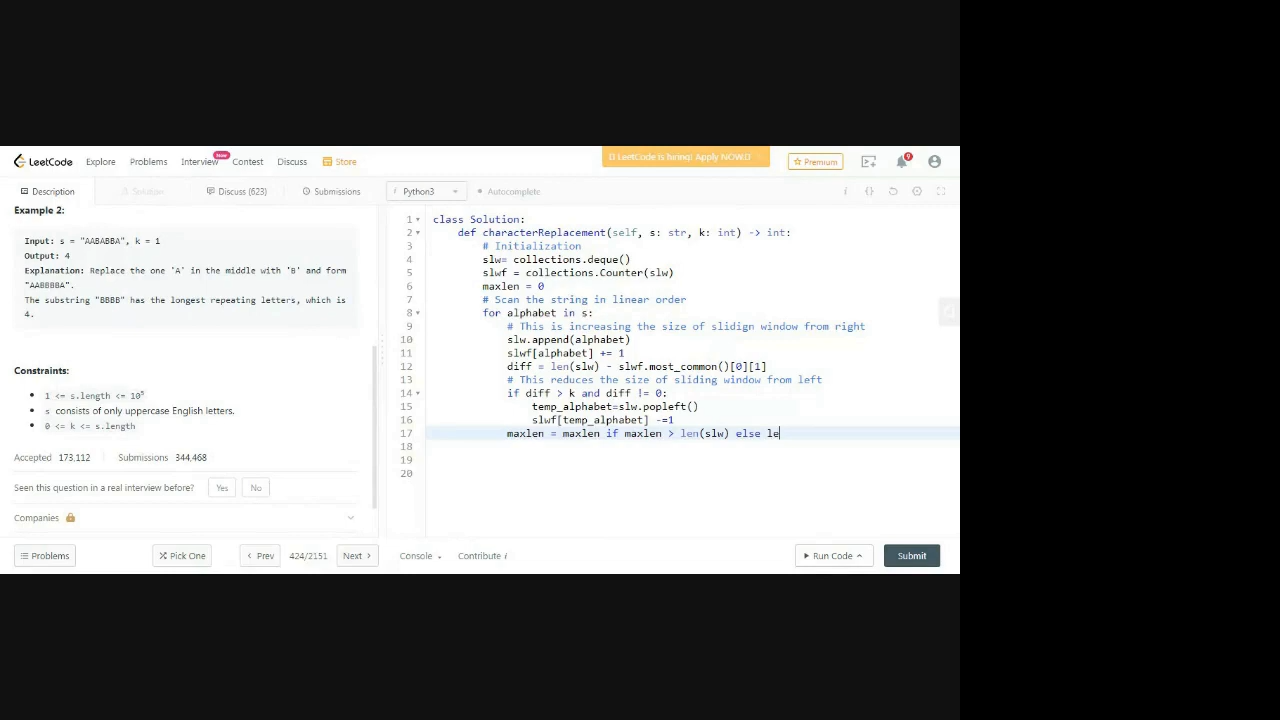 LeetCode Explore Problems Interview New Contest Discuss Store
LeetCode is hiring! Apply NOW.
Premium
9
Description Solution Discuss (623) Submissions
i Python3 Autocomplete
Example 2:
Input: s = "AABABBA", k = 1
Output: 4
Explanation: Replace the one 'A' in the middle with 'B' and form
"AABBBBA".
The substring "BBBB" has the longest repeating letters, which is
4.
Constraints:
1 <= s.length <= 10⁵
s consists of only uppercase English letters.
0 <= k <= s.length
Accepted 173,112 Submissions 344,468
Seen this question in a real interview before? Yes No
Companies
1 class Solution:
2 def characterReplacement(self, s: str, k: int) -> int:
3 # Initialization
4 slw= collections.deque()
5 slwf = collections.Counter(slw)
6 maxlen = 0
7 # Scan the string in linear order
8 for alphabet in s:
9 # This is increasing the size of slidign window from right
10 slw.append(alphabet)
11 slwf[alphabet] += 1
12 diff = len(slw) - slwf.most_common()[0][1]
13 # This reduces the size of sliding window from left
14 if diff > k and diff != 0:
15 temp_alphabet=slw.popleft()
16 slwf[temp_alphabet] -=1
17 maxlen = maxlen if maxlen > len(slw) else le
18
19
20
Problems Pick One Prev 424/2151 Next Console Contribute i Run Code Submit